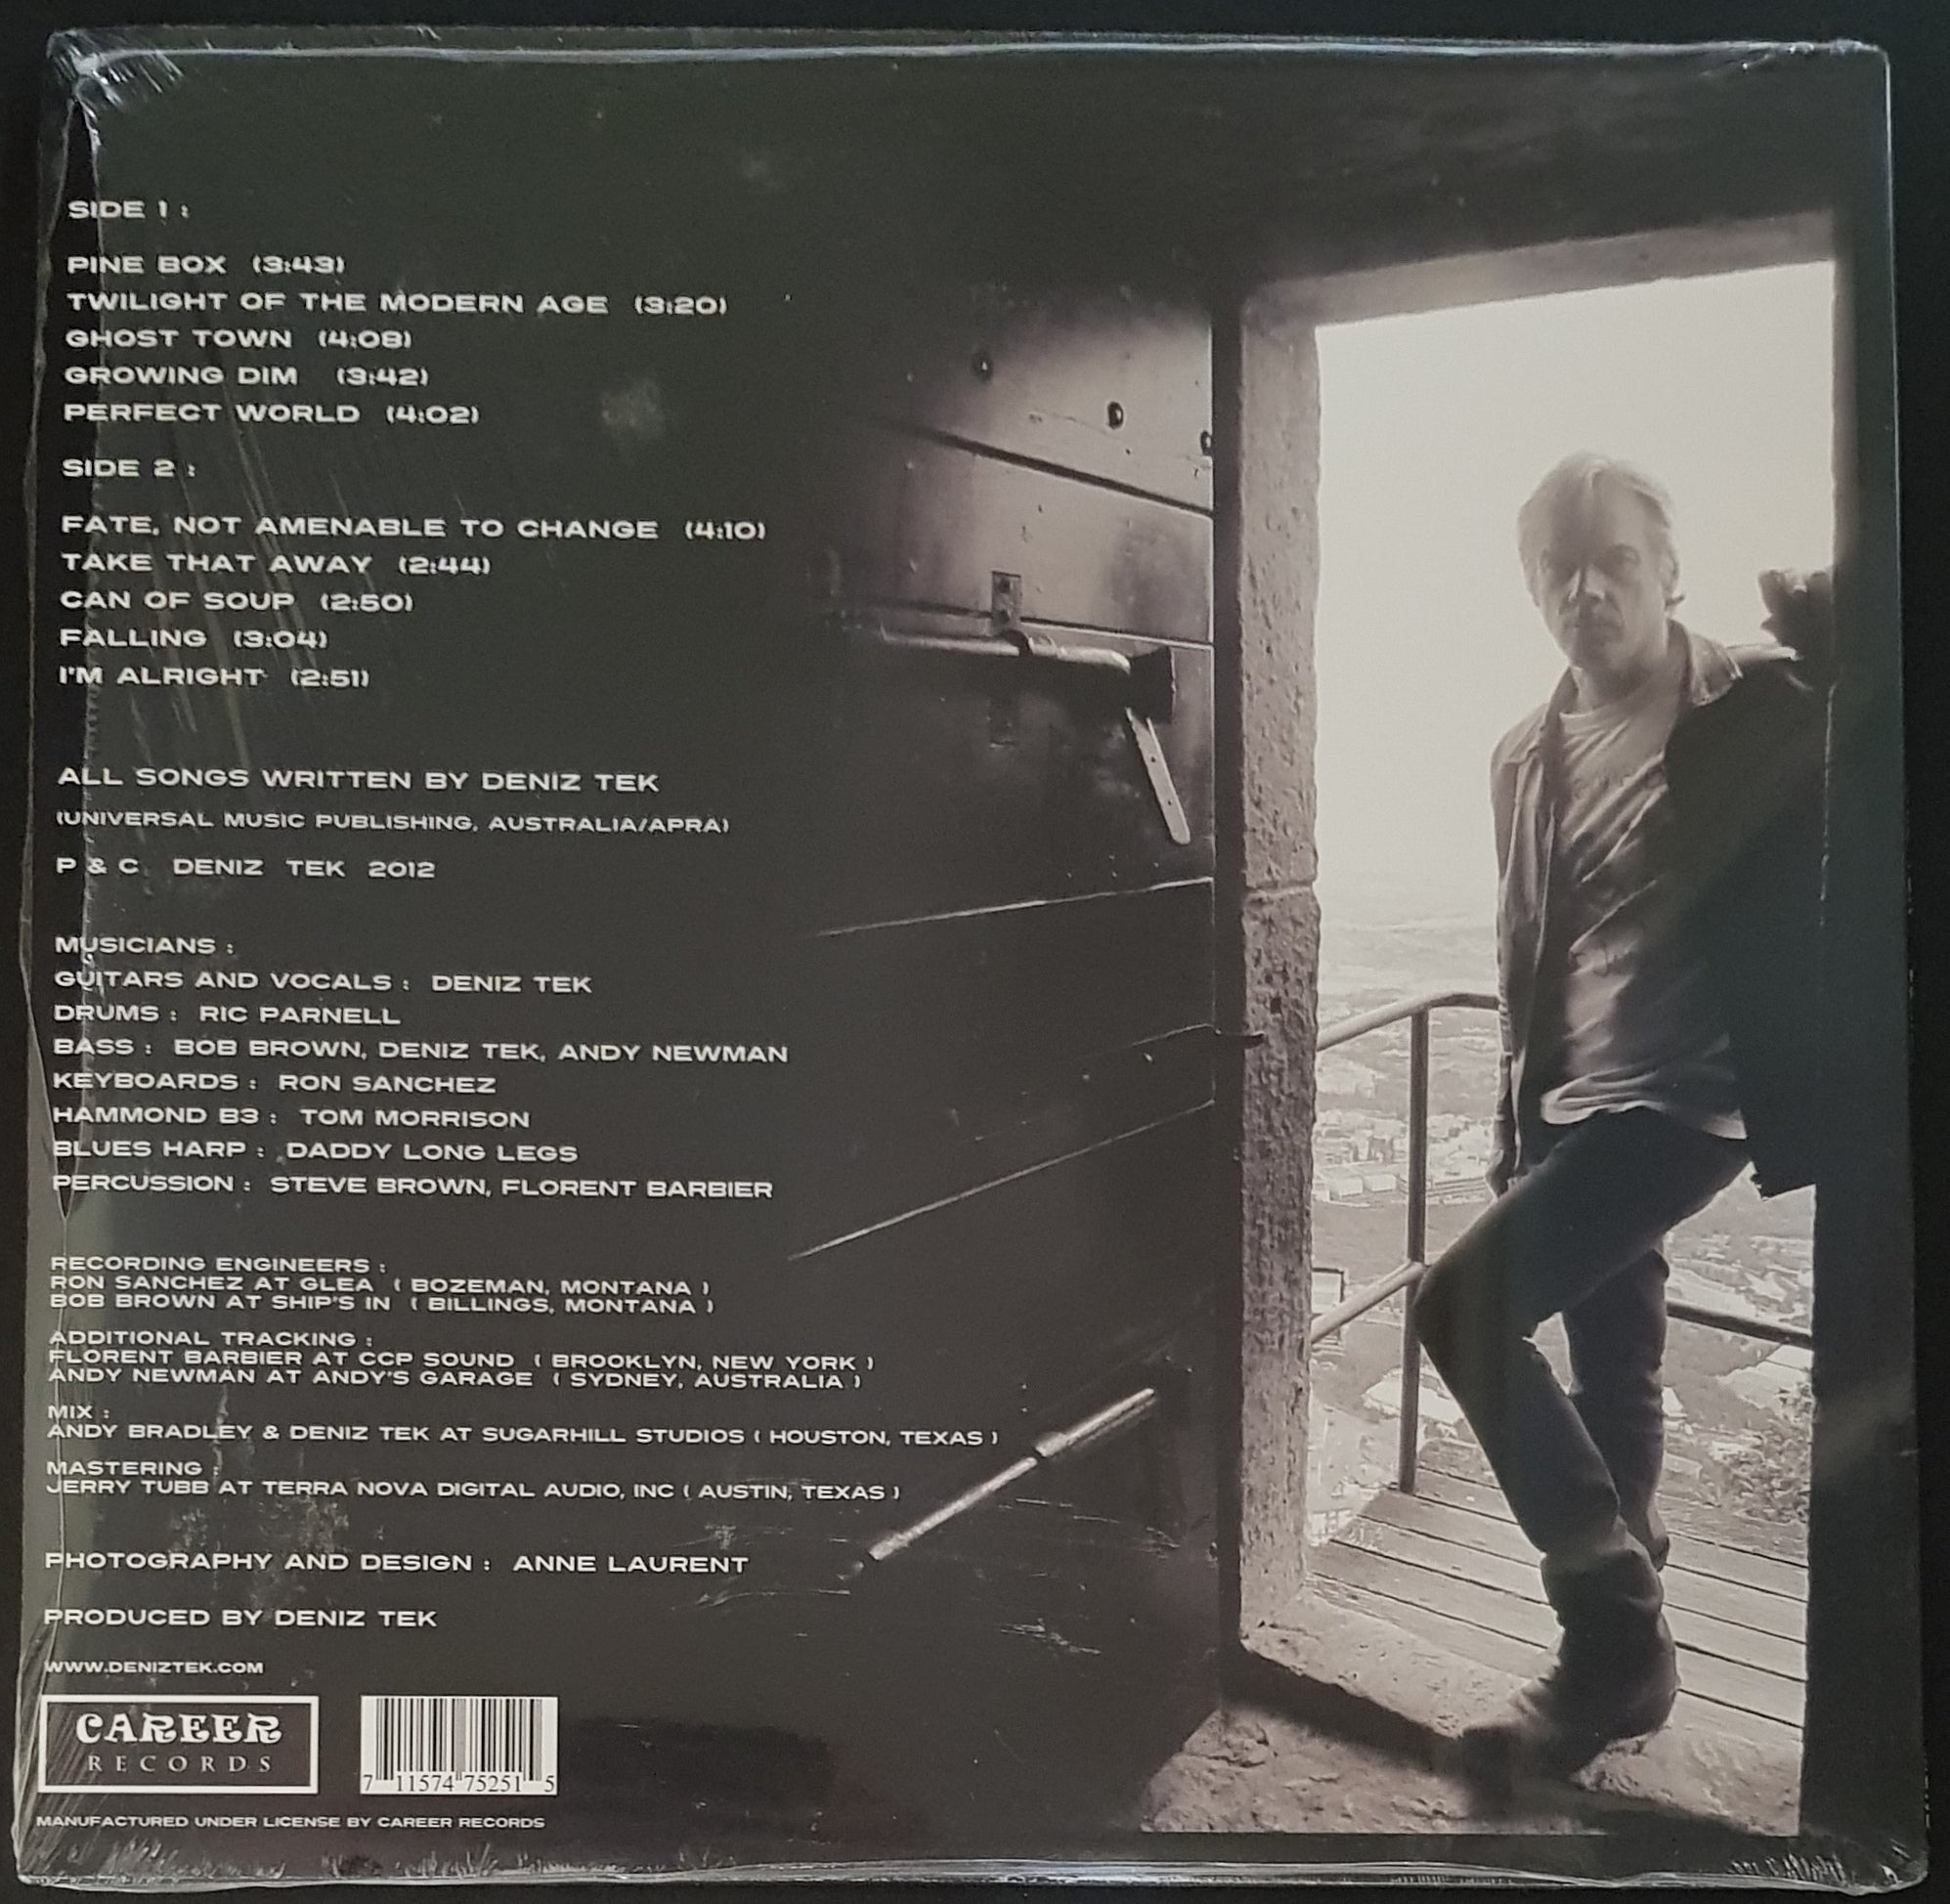 SIDE 1 :
PINE BOX (3:43)
TWILIGHT OF THE MODERN AGE (3:20)
GHOST TOWN (4:08)
GROWING DIM (3:42)
PERFECT WORLD (4:02)
SIDE 2 :
FATE, NOT AMENABLE TO CHANGE (4:10)
TAKE THAT AWAY (2:44)
CAN OF SOUP (2:50)
FALLING (3:04)
I'M ALRIGHT (2:51)
ALL SONGS WRITTEN BY DENIZ TEK
(UNIVERSAL MUSIC PUBLISHING, AUSTRALIA/APRA)
P & C DENIZ TEK 2012
MUSICIANS :
GUITARS AND VOCALS : DENIZ TEK
DRUMS : RIC PARNELL
BASS : BOB BROWN, DENIZ TEK, ANDY NEWMAN
KEYBOARDS : RON SANCHEZ
HAMMOND B3 : TOM MORRISON
BLUES HARP : DADDY LONG LEGS
PERCUSSION : STEVE BROWN, FLORENT BARBIER
RECORDING ENGINEERS :
RON SANCHEZ AT GLEA ( BOZEMAN, MONTANA )
BOB BROWN AT SHIP'S IN ( BILLINGS, MONTANA )
ADDITIONAL TRACKING :
FLORENT BARBIER AT CCP SOUND ( BROOKLYN, NEW YORK )
ANDY NEWMAN AT ANDY'S GARAGE ( SYDNEY, AUSTRALIA )
MIX :
ANDY BRADLEY & DENIZ TEK AT SUGARHILL STUDIOS ( HOUSTON, TEXAS )
MASTERING :
JERRY TUBB AT TERRA NOVA DIGITAL AUDIO, INC ( AUSTIN, TEXAS )
PHOTOGRAPHY AND DESIGN : ANNE LAURENT
PRODUCED BY DENIZ TEK
WWW.DENIZTEK.COM
CAREER
RECORDS
7 11574 75251 5
MANUFACTURED UNDER LICENSE BY CAREER RECORDS